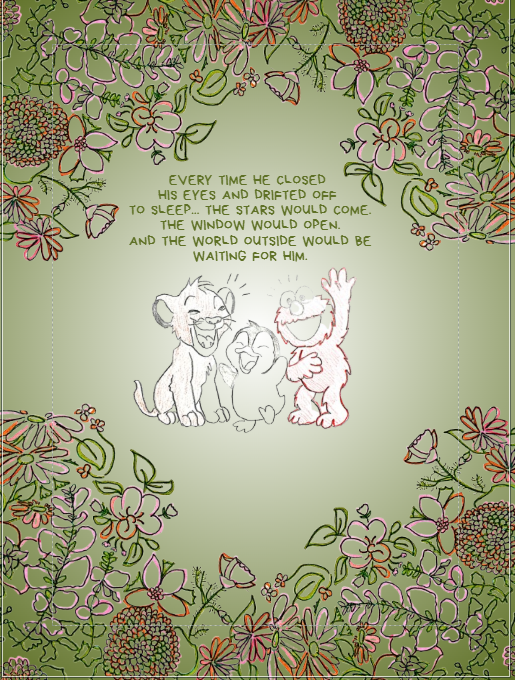 EVERY TIME HE CLOSED
HIS EYES AND DRIFTED OFF
TO SLEEP... THE STARS WOULD COME.
THE WINDOW WOULD OPEN.
AND THE WORLD OUTSIDE WOULD BE
WAITING FOR HIM.